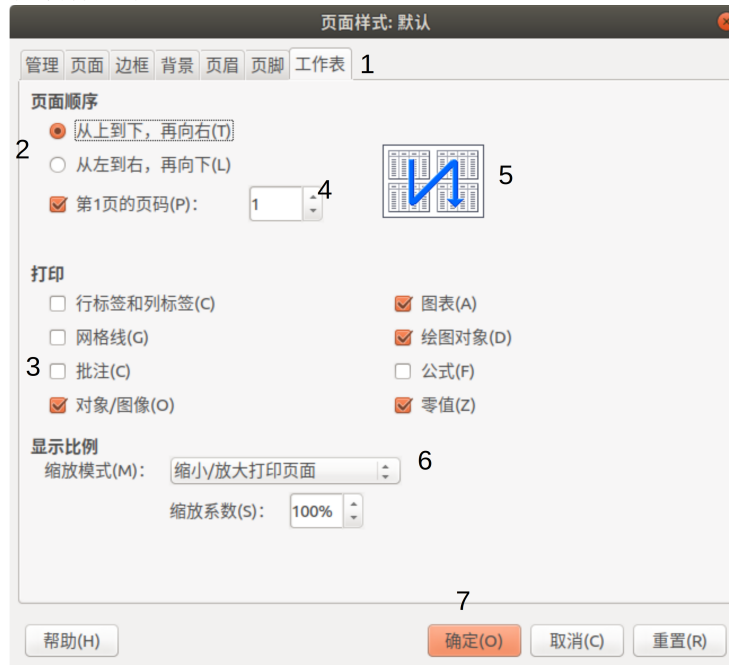 页面样式: 默认
管理 页面 边框 背景 页眉 页脚 工作表 1
页面顺序
从上到下，再向右(T)
2
从左到右，再向下(L)
5
第1页的页码(P)： 1 4
打印
行标签和列标签(C) 图表(A)
网格线(G) 绘图对象(D)
3 批注(C) 公式(F)
对象/图像(O) 零值(Z)
显示比例
缩放模式(M)： 缩小/放大打印页面 6
缩放系数(S)： 100%
7
帮助(H) 确定(O) 取消(C) 重置(R)